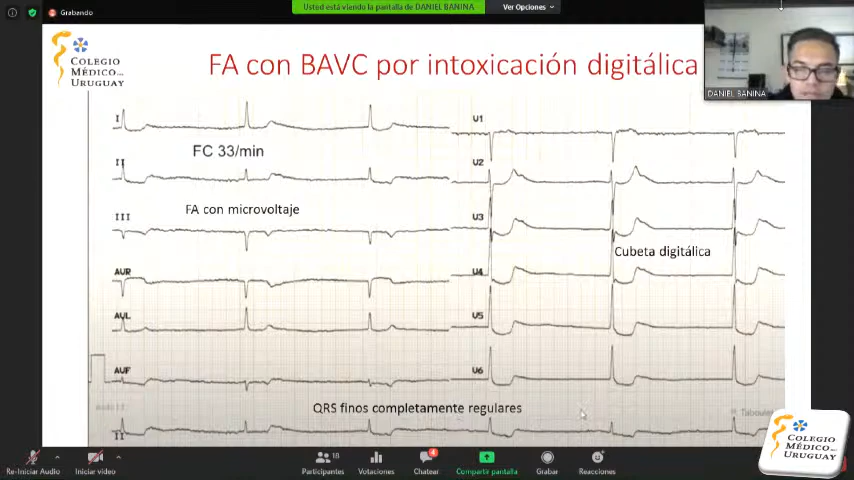 Grabando
Usted está viendo la pantalla de DANIEL BANINA
Ver Opciones
COLEGIO
MÉDICO DEL
URUGUAY
FA con BAVC por intoxicación digitálica
DANIEL BANINA
I
V1
FC 33/min
II
V2
FA con microvoltaje
III
V3
Cubeta digitálica
AVR
V4
AVL
V5
AVF
V6
QRS finos completamente regulares
P. Taboulet
II
COLEGIO
MÉDICO DEL
URUGUAY
18
4
Re-Iniciar Audio
Iniciar video
Participantes
Votaciones
Chatear
Compartir pantalla
Grabar
Reacciones